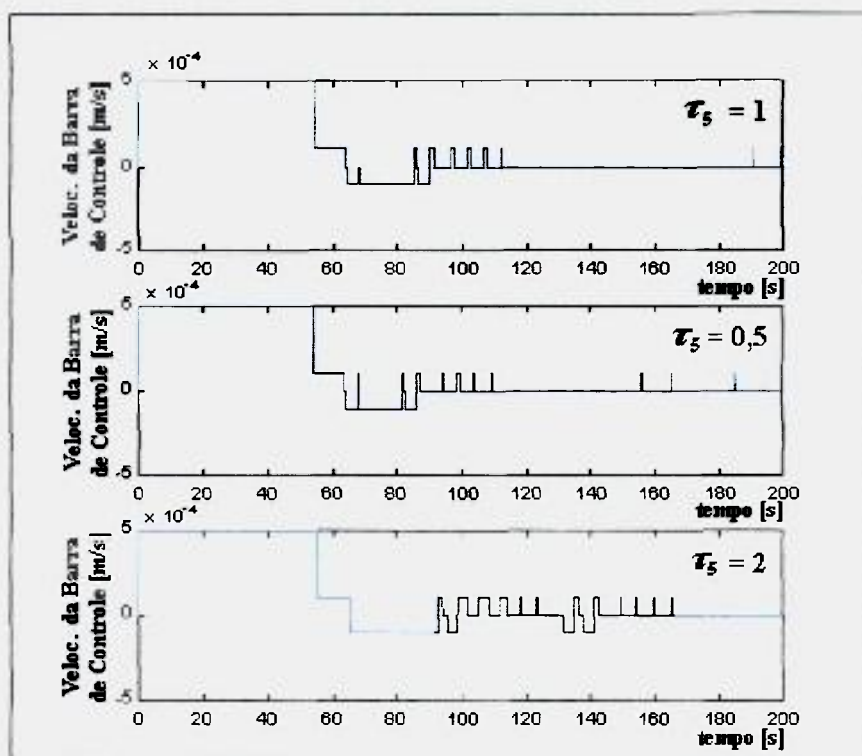 × 10⁻⁴
Veloc. da Barra
de Controle [m/s]
5
0
-5
τ₅ = 1
0 20 40 60 80 100 120 140 160 180 200
tempo [s]
× 10⁻⁴
Veloc. da Barra
de Controle [m/s]
5
0
-5
τ₅ = 0,5
0 20 40 60 80 100 120 140 160 180 200
tempo [s]
× 10⁻⁴
Veloc. da Barra
de Controle [m/s]
5
0
-5
τ₅ = 2
0 20 40 60 80 100 120 140 160 180 200
tempo [s]